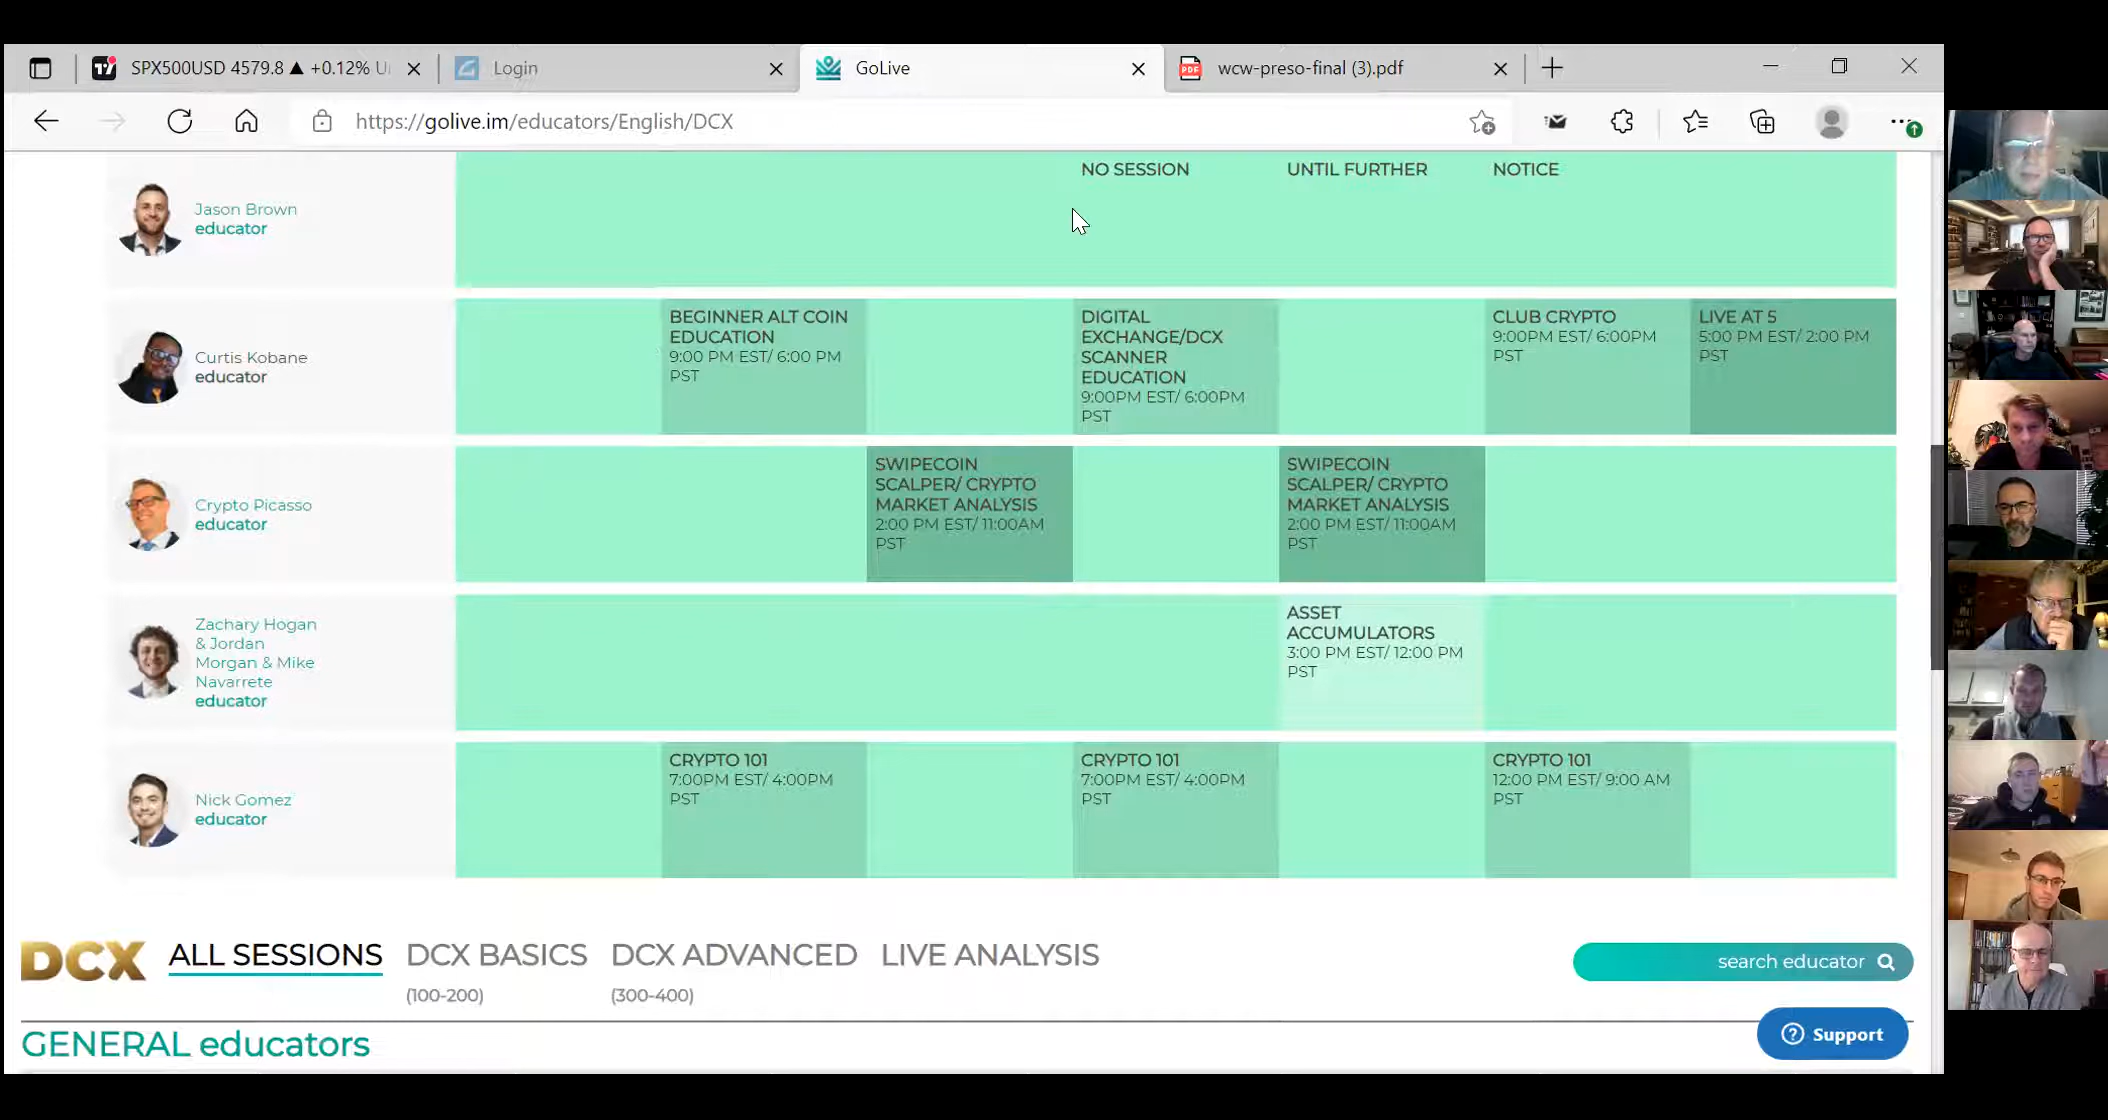 SPX500USD 4579.8 ▲ +0.12% U
Login
GoLive
wcw-preso-final (3).pdf
https://golive.im/educators/English/DCX
NO SESSION
UNTIL FURTHER
NOTICE
Jason Brown
educator
Curtis Kobane
educator
BEGINNER ALT COIN
EDUCATION
9:00 PM EST/ 6:00 PM
PST
DIGITAL
EXCHANGE/DCX
SCANNER
EDUCATION
9:00PM EST/ 6:00PM
PST
CLUB CRYPTO
9:00PM EST/ 6:00PM
PST
LIVE AT 5
5:00 PM EST/ 2:00 PM
PST
Crypto Picasso
educator
SWIPECOIN
SCALPER/ CRYPTO
MARKET ANALYSIS
2:00 PM EST/ 11:00AM
PST
SWIPECOIN
SCALPER/ CRYPTO
MARKET ANALYSIS
2:00 PM EST/ 11:00AM
PST
Zachary Hogan
& Jordan
Morgan & Mike
Navarrete
educator
ASSET
ACCUMULATORS
3:00 PM EST/ 12:00 PM
PST
Nick Gomez
educator
CRYPTO 101
7:00PM EST/ 4:00PM
PST
CRYPTO 101
7:00PM EST/ 4:00PM
PST
CRYPTO 101
12:00 PM EST/ 9:00 AM
PST
DCX ALL SESSIONS DCX BASICS DCX ADVANCED LIVE ANALYSIS
(100-200) (300-400)
search educator
GENERAL educators
Support